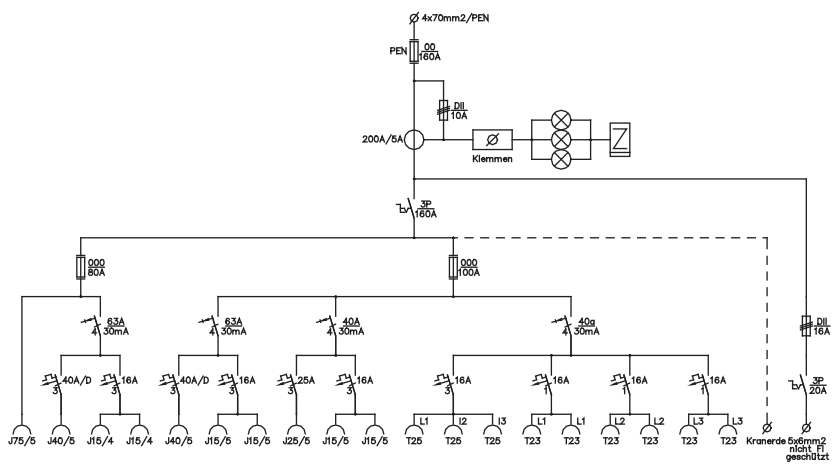 4x70mm2/PEN
PEN 00
160A
DII
10A
200A/5A
Klemmen
3P
160A
000
80A
000
100A
63A
4 30mA
63A
4 30mA
40A
4 30mA
40a
4 30mA
DII
16A
40A/D
3
16A
3
40A/D
3
16A
3
25A
3
16A
3
16A
3
16A
1
16A
1
16A
1
3P
20A
L1 l2 l3 L1 L1 L2 L2 L3 L3
J75/5 J40/5 J15/4 J15/4 J40/5 J15/5 J15/5 J25/5 J15/5 J15/5 T25 T25 T25 T23 T23 T23 T23 T23 T23 Kranerde 5x6mm2
nicht FI
geschützt